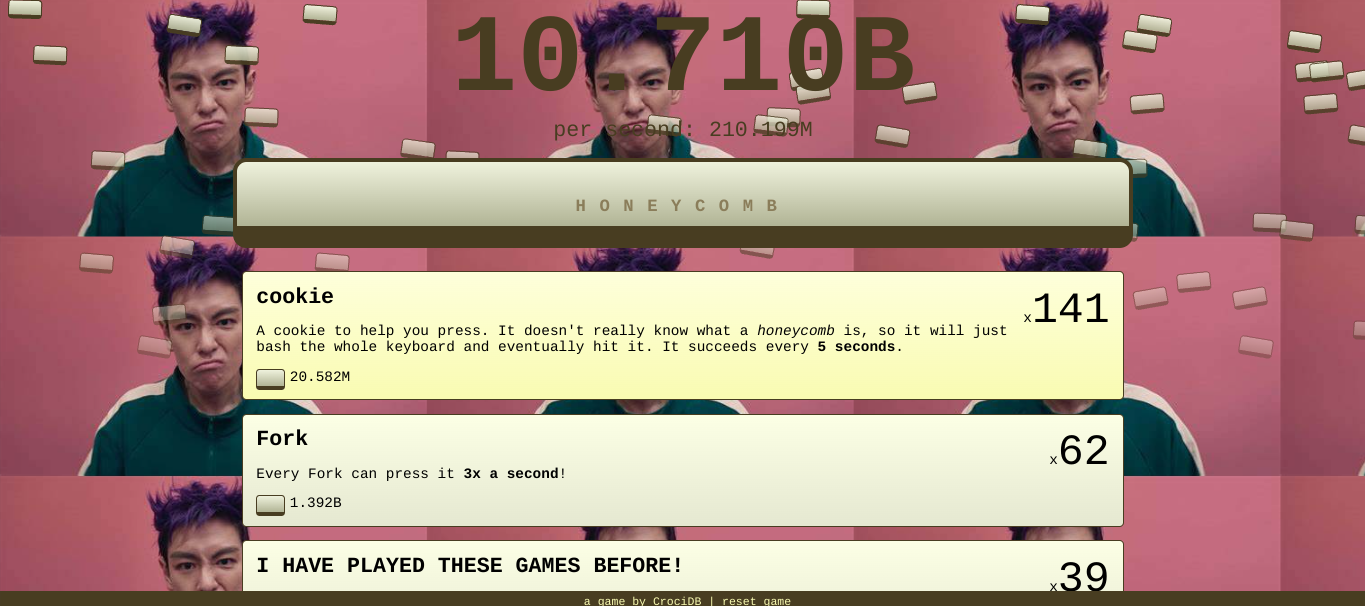 10.710B
per second: 210.199M
HONEYCOMB
cookie
x141
A cookie to help you press. It doesn't really know what a honeycomb is, so it will just
bash the whole keyboard and eventually hit it. It succeeds every 5 seconds.
20.582M
Fork
x62
Every Fork can press it 3x a second!
1.392B
I HAVE PLAYED THESE GAMES BEFORE!
x39
a game by CrociDB | reset game